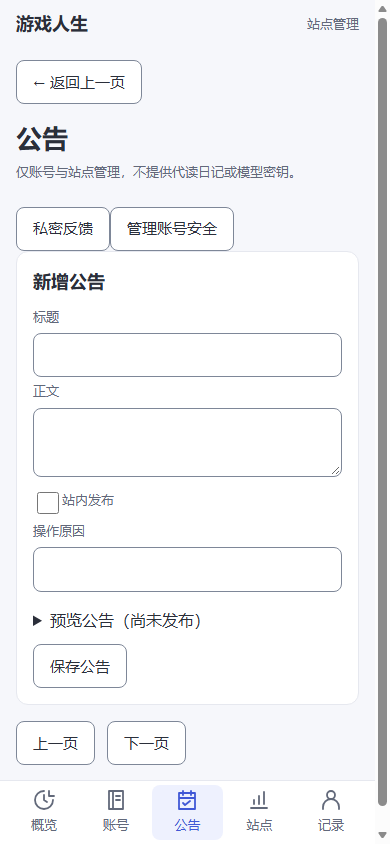 游戏人生
站点管理
← 返回上一页
公告
仅账号与站点管理，不提供代读日记或模型密钥。
私密反馈
管理账号安全
新增公告
标题
正文
站内发布
操作原因
▶ 预览公告（尚未发布）
保存公告
上一页
下一页
概览
账号
公告
站点
记录